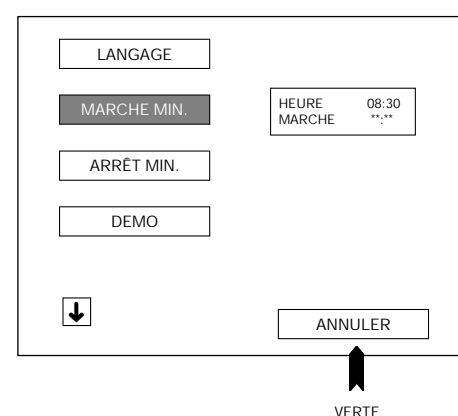 LANGAGE
MARCHE MIN.
HEURE 08:30
MARCHE **:**
ARRÊT MIN.
DEMO
ANNULER
VERTE